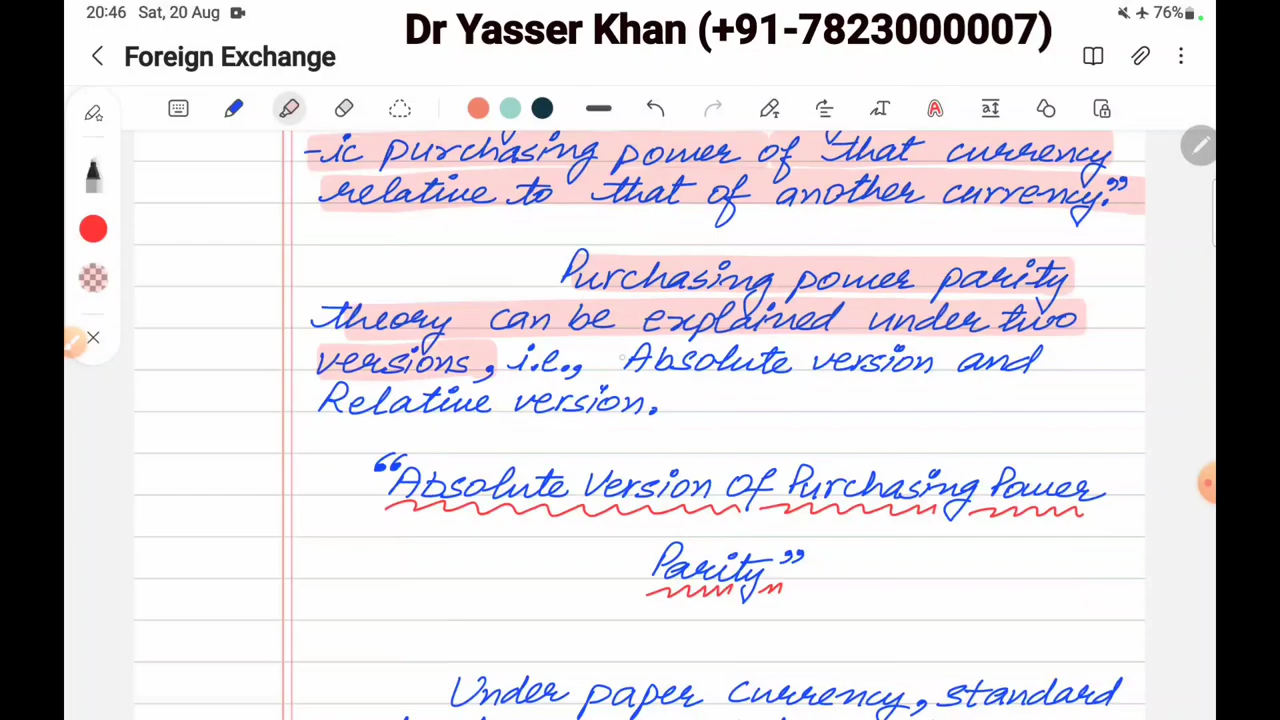 20:46 Sat, 20 Aug
76%
Dr Yasser Khan (+91-7823000007)
Foreign Exchange
-ic purchasing power of that currency
relative to that of another currency."
Purchasing power parity
theory can be explained under two
versions, i.e., Absolute version and
Relative version.
"Absolute Version Of Purchasing Power
Parity"
Under paper currency, standard